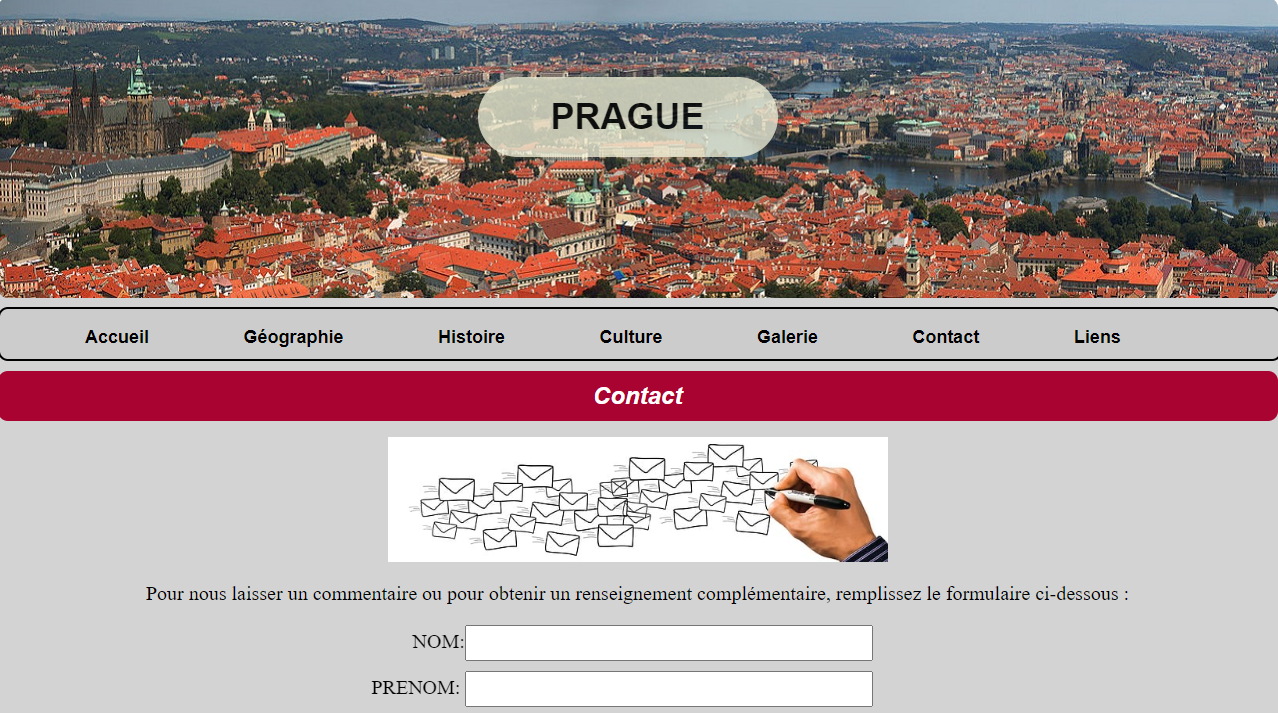 PRAGUE
Accueil Géographie Histoire Culture Galerie Contact Liens
Contact
Pour nous laisser un commentaire ou pour obtenir un renseignement complémentaire, remplissez le formulaire ci-dessous :
NOM:
PRENOM: